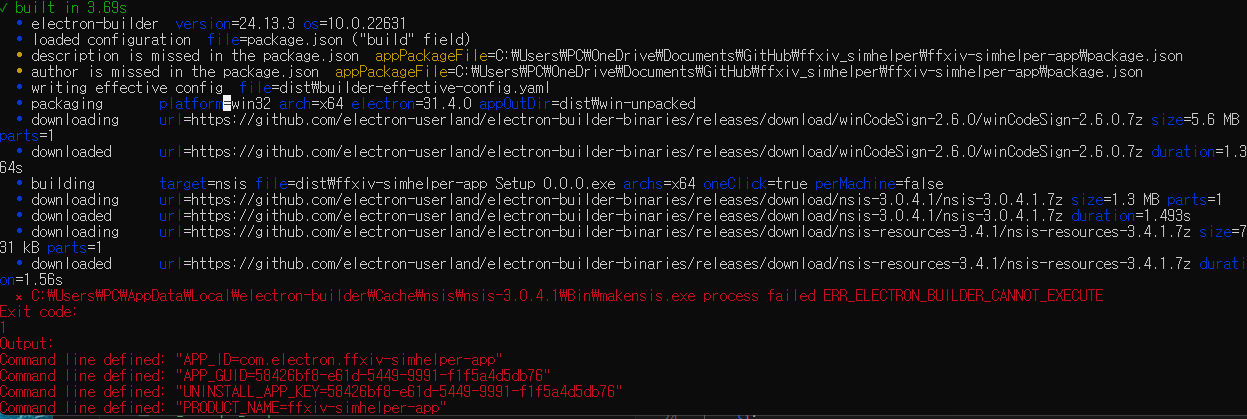 ✓ built in 3.69s
• electron-builder version=24.13.3 os=10.0.22631
• loaded configuration file=package.json ("build" field)
• description is missed in the package.json appPackageFile=C:₩Users₩PC₩OneDrive₩Documents₩GitHub₩ffxiv_simhelper₩ffxiv-simhelper-app₩package.json
• author is missed in the package.json appPackageFile=C:₩Users₩PC₩OneDrive₩Documents₩GitHub₩ffxiv_simhelper₩ffxiv-simhelper-app₩package.json
• writing effective config file=dist₩builder-effective-config.yaml
• packaging platform=win32 arch=x64 electron=31.4.0 appOutDir=dist₩win-unpacked
• downloading url=https://github.com/electron-userland/electron-builder-binaries/releases/download/winCodeSign-2.6.0/winCodeSign-2.6.0.7z size=5.6 MB
parts=1
• downloaded url=https://github.com/electron-userland/electron-builder-binaries/releases/download/winCodeSign-2.6.0/winCodeSign-2.6.0.7z duration=1.3
64s
• building target=nsis file=dist₩ffxiv-simhelper-app Setup 0.0.0.exe archs=x64 oneClick=true perMachine=false
• downloading url=https://github.com/electron-userland/electron-builder-binaries/releases/download/nsis-3.0.4.1/nsis-3.0.4.1.7z size=1.3 MB parts=1
• downloaded url=https://github.com/electron-userland/electron-builder-binaries/releases/download/nsis-3.0.4.1/nsis-3.0.4.1.7z duration=1.493s
• downloading url=https://github.com/electron-userland/electron-builder-binaries/releases/download/nsis-resources-3.4.1/nsis-resources-3.4.1.7z size=7
31 kB parts=1
• downloaded url=https://github.com/electron-userland/electron-builder-binaries/releases/download/nsis-resources-3.4.1/nsis-resources-3.4.1.7z durati
on=1.56s
⨯ C:₩Users₩PC₩AppData₩Local₩electron-builder₩Cache₩nsis₩nsis-3.0.4.1₩Bin₩makensis.exe process failed ERR_ELECTRON_BUILDER_CANNOT_EXECUTE
Exit code:
1
Output:
Command line defined: "APP_ID=com.electron.ffxiv-simhelper-app"
Command line defined: "APP_GUID=58426bf8-e61d-5449-9991-f1f5a4d5db76"
Command line defined: "UNINSTALL_APP_KEY=58426bf8-e61d-5449-9991-f1f5a4d5db76"
Command line defined: "PRODUCT_NAME=ffxiv-simhelper-app"